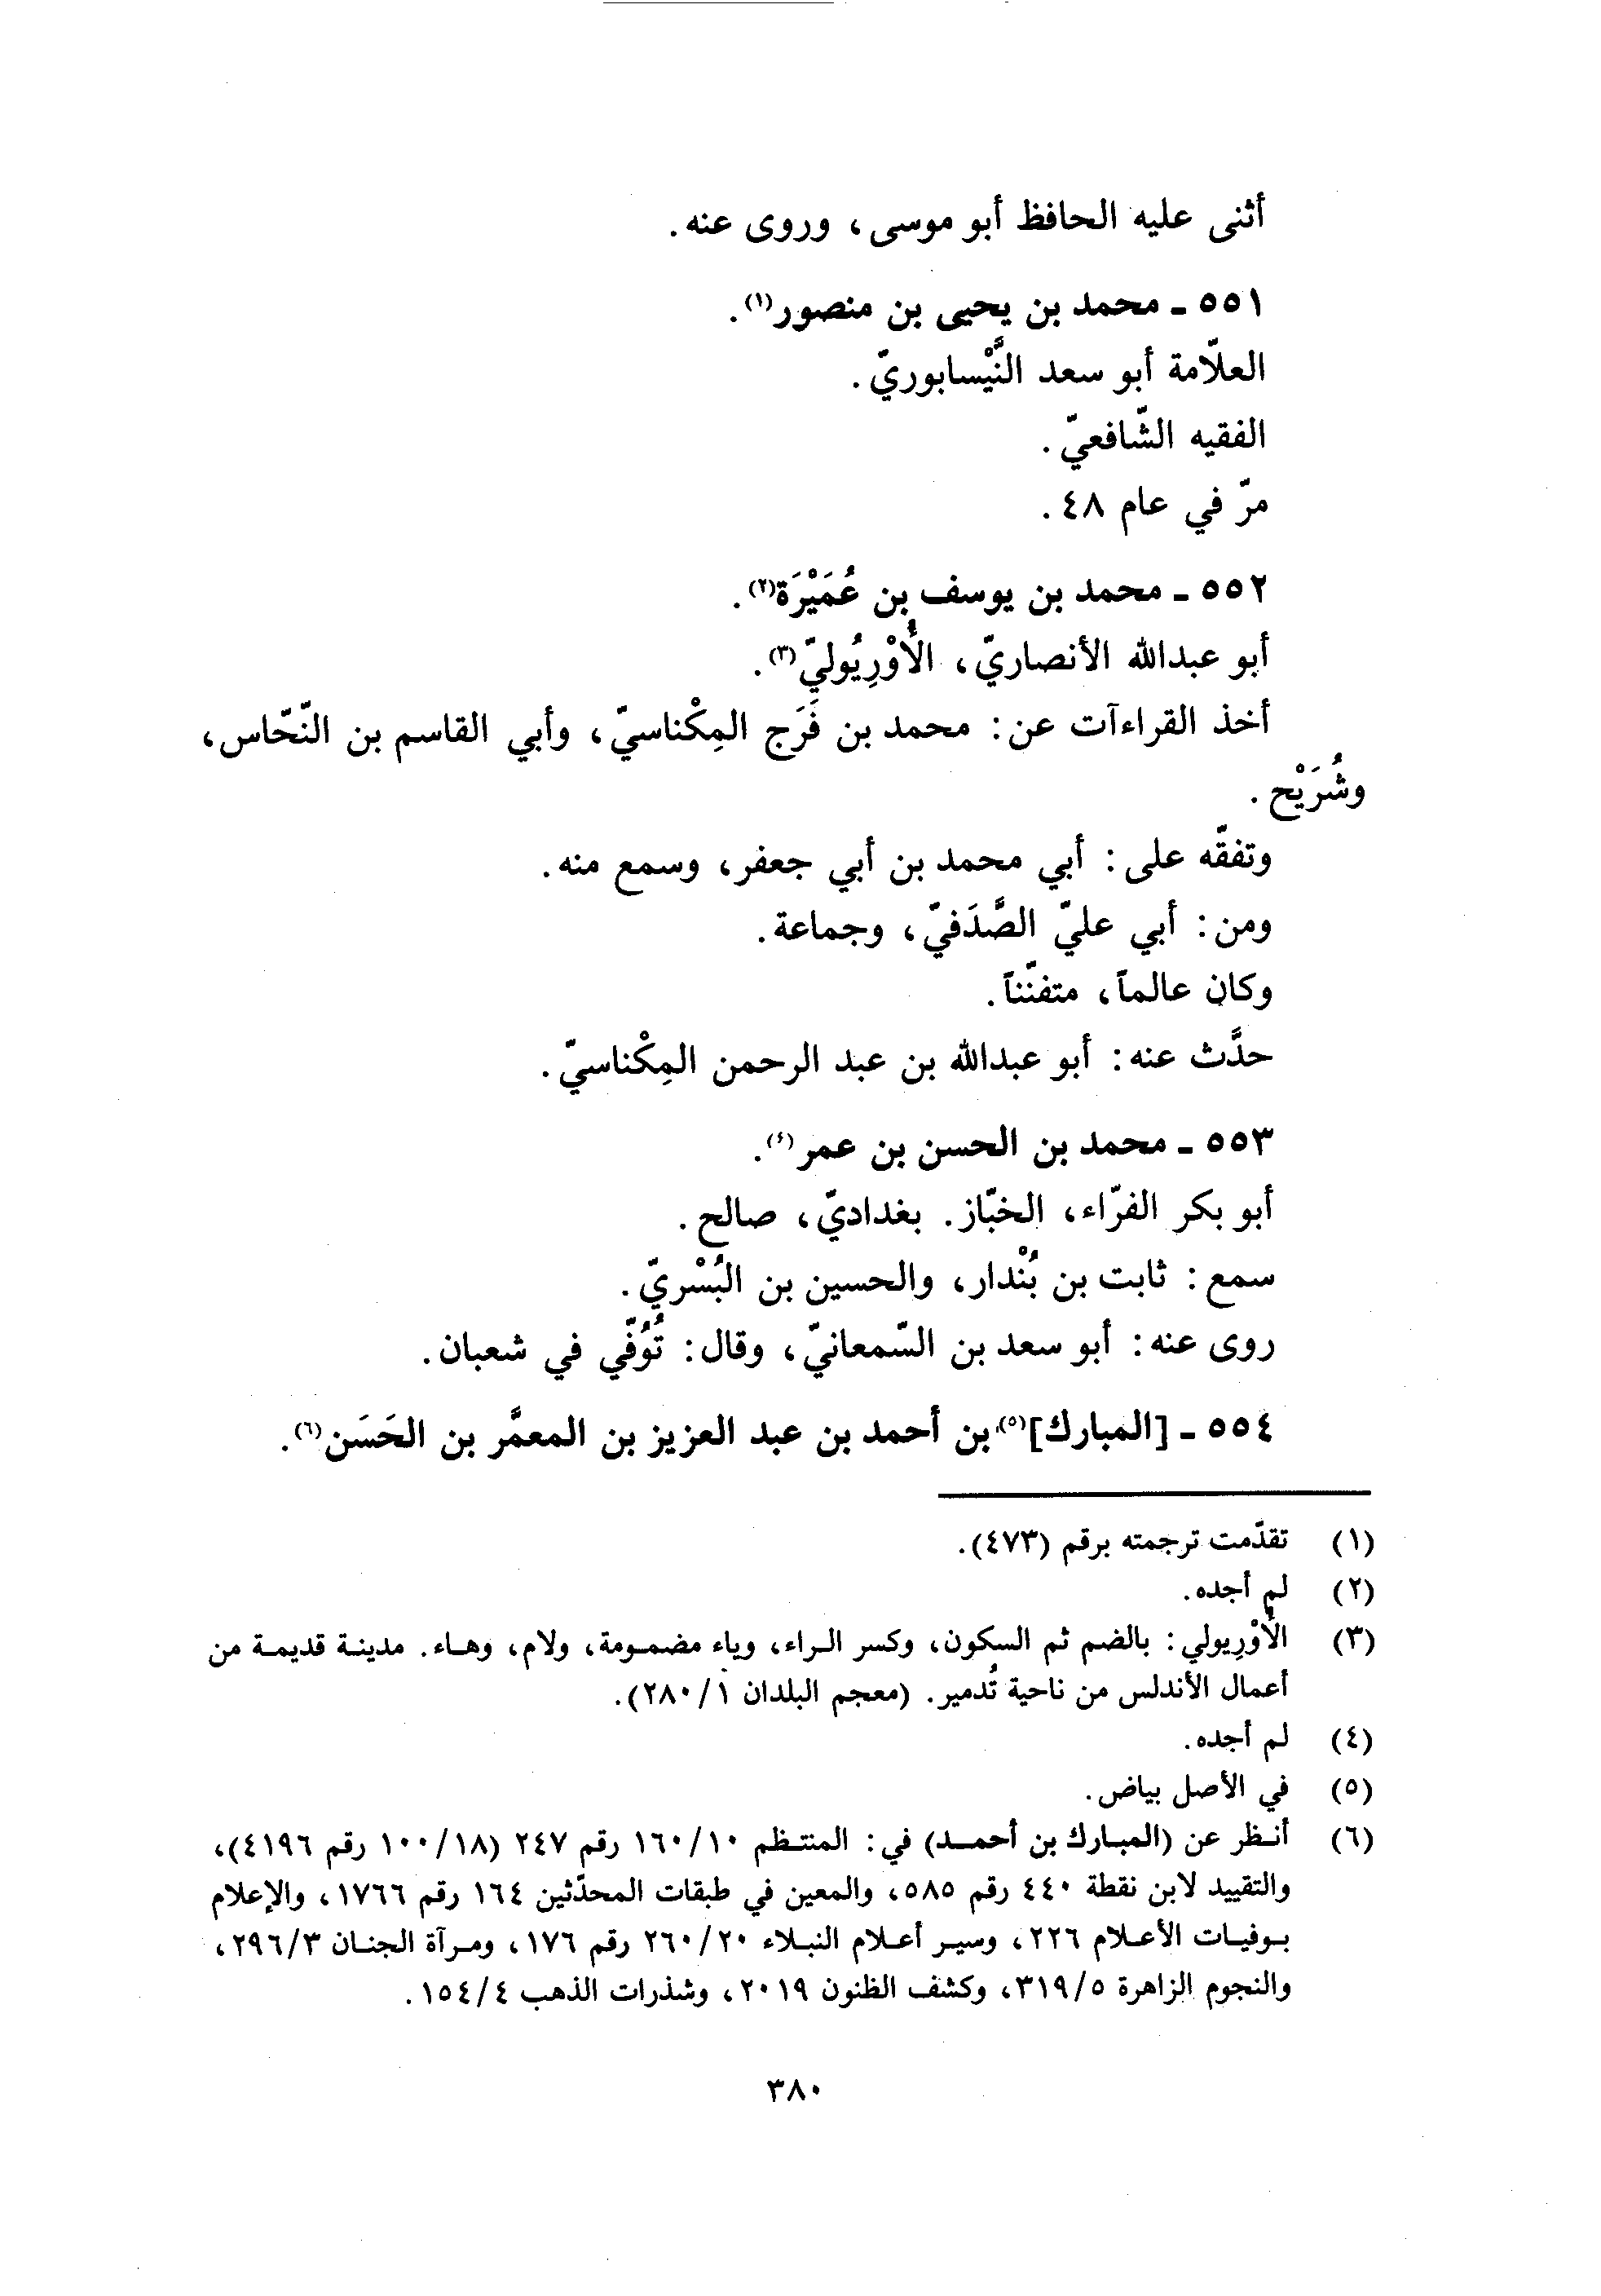 أثنى عليه الحافظ أبو موسى، وروى عنه.
٥٥١ ـ محمد بن يحيى بن منصور(١).
العلّامة أبو سعد النَّيْسابوريّ.
الفقيه الشّافعيّ.
مرّ في عام ٤٨.
٥٥٢ ـ محمد بن يوسف بن عُمَيْرَة(٢).
أبو عبدالله الأنصاريّ، الأُوْرِيُوليّ(٣).
أخذ القراءآت عن: محمد بن فَرَج المِكْناسيّ، وأبي القاسم بن النّحّاس،
وشُرَيْح.
وتفقّه على: أبي محمد بن أبي جعفر، وسمع منه.
ومن: أبي عليّ الصَّدَفيّ، وجماعة.
وكان عالماً، متفنّناً.
حدَّث عنه: أبو عبدالله بن عبد الرحمن المِكْناسيّ.
٥٥٣ ـ محمد بن الحسن بن عمر(٤).
أبو بكر الفرّاء، الخبّاز. بغداديّ، صالح.
سمع: ثابت بن بُنْدار، والحسين بن البُسْريّ.
روى عنه: أبو سعد بن السّمعانيّ، وقال: تُوُفّي في شعبان.
٥٥٤ ـ [المبارك](٥) بن أحمد بن عبد العزيز بن المعمَّر بن الحَسَن(٦).
(١) تقدّمت ترجمته برقم (٤٧٣).
(٢) لم أجده.
(٣) الأُوْرِيولي: بالضم ثم السكون، وكسر الراء، وياء مضمومة، ولام، وهاء. مدينة قديمة من
أعمال الأندلس من ناحية تُدمير. (معجم البلدان ١/٢٨٠).
(٤) لم أجده.
(٥) في الأصل بياض.
(٦) أنظر عن (المبارك بن أحمد) في: المنتظم ١٠/١٦٠ رقم ٢٤٧ (١٨/١٠٠ رقم ٤١٩٦)،
والتقييد لابن نقطة ٤٤٠ رقم ٥٨٥، والمعين في طبقات المحدّثين ١٦٤ رقم ١٧٦٦، والإعلام
بوفيات الأعلام ٢٢٦، وسير أعلام النبلاء ٢٠/٢٦٠ رقم ١٧٦، ومرآة الجنان ٣/٢٩٦،
والنجوم الزاهرة ٥/٣١٩، وكشف الظنون ٢٠١٩، وشذرات الذهب ٤/١٥٤.
٣٨٠